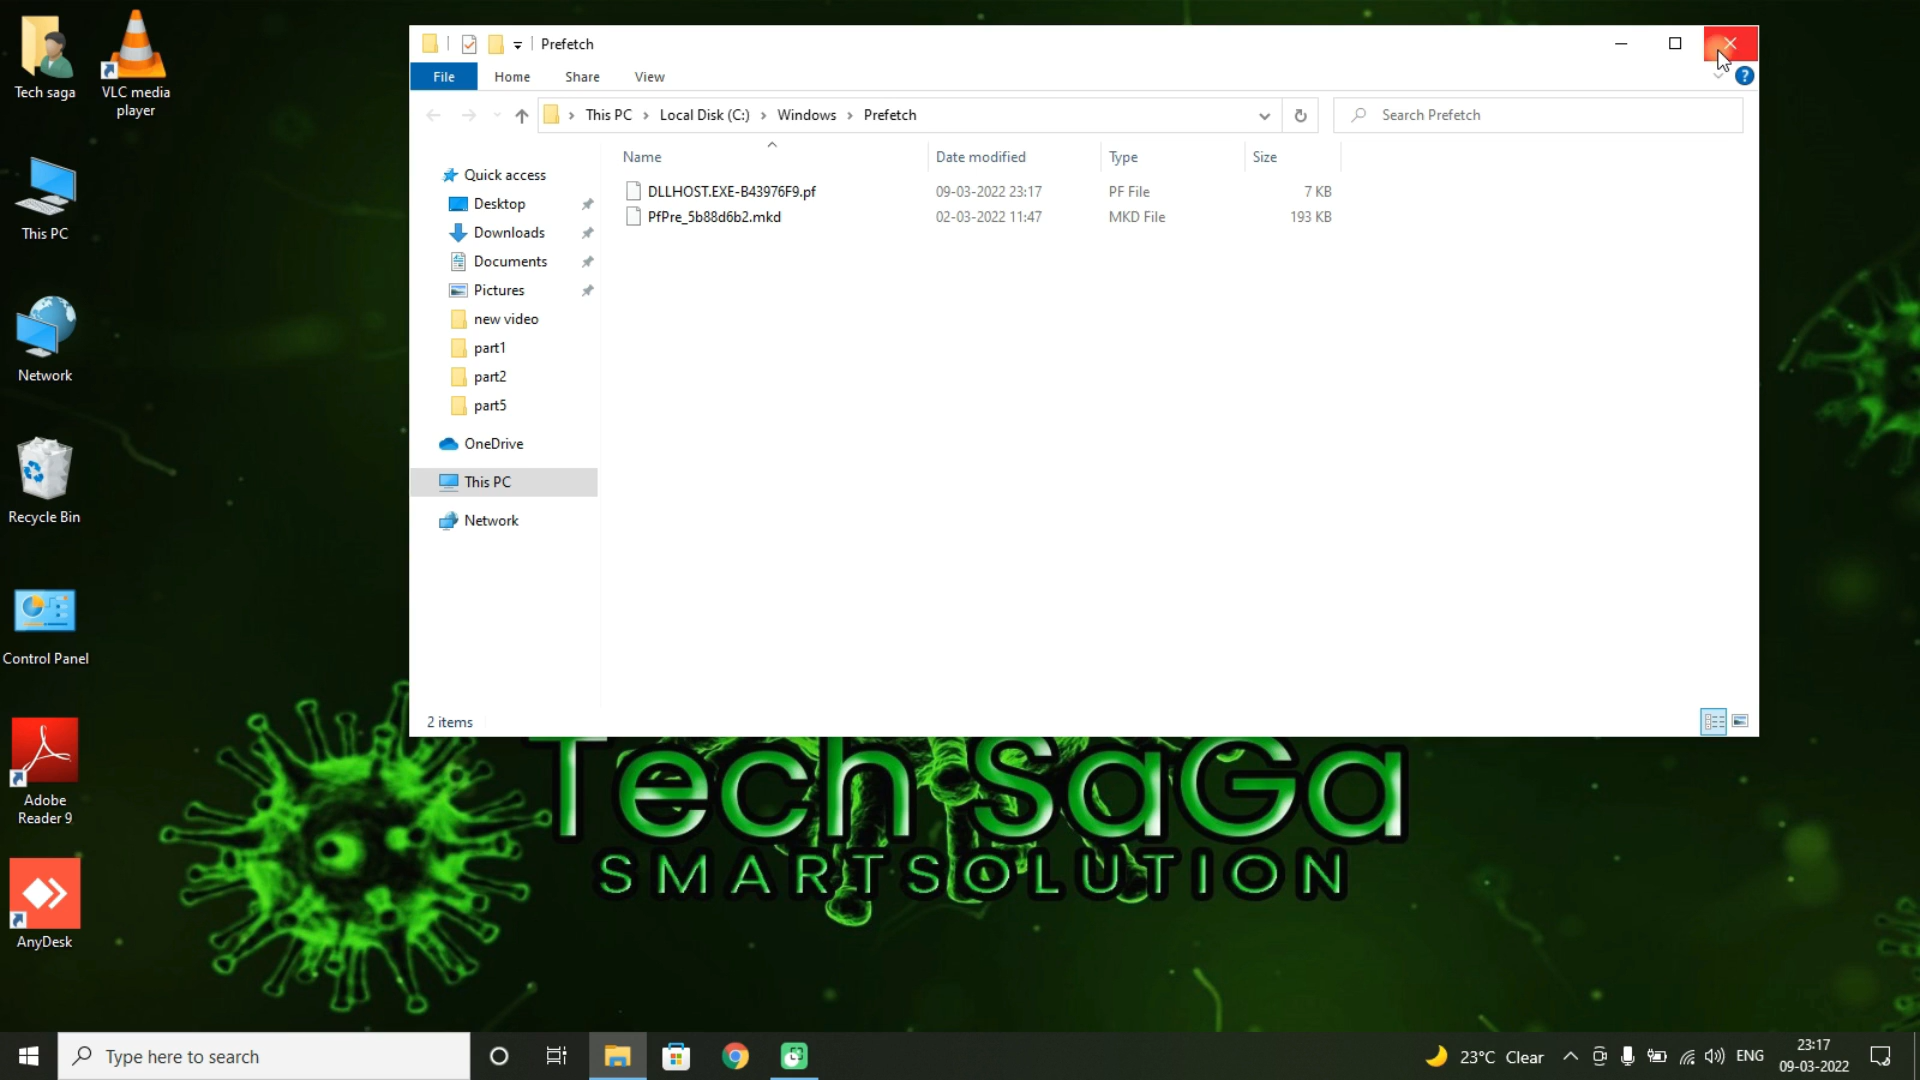 Tech saga
VLC media
player
This PC
Network
Recycle Bin
Control Panel
Adobe
Reader 9
AnyDesk
Prefetch
File
Home
Share
View
This PC
Local Disk (C:)
Windows
Prefetch
Search Prefetch
Name
Date modified
Type
Size
DLLHOST.EXE-B43976F9.pf
09-03-2022 23:17
PF File
7 KB
PfPre_5b88d6b2.mkd
02-03-2022 11:47
MKD File
193 KB
Quick access
Desktop
Downloads
Documents
Pictures
new video
part1
part2
part5
OneDrive
This PC
Network
2 items
Tech SaGa
SMARTSOLUTION
Type here to search
23°C Clear
ENG
23:17
09-03-2022